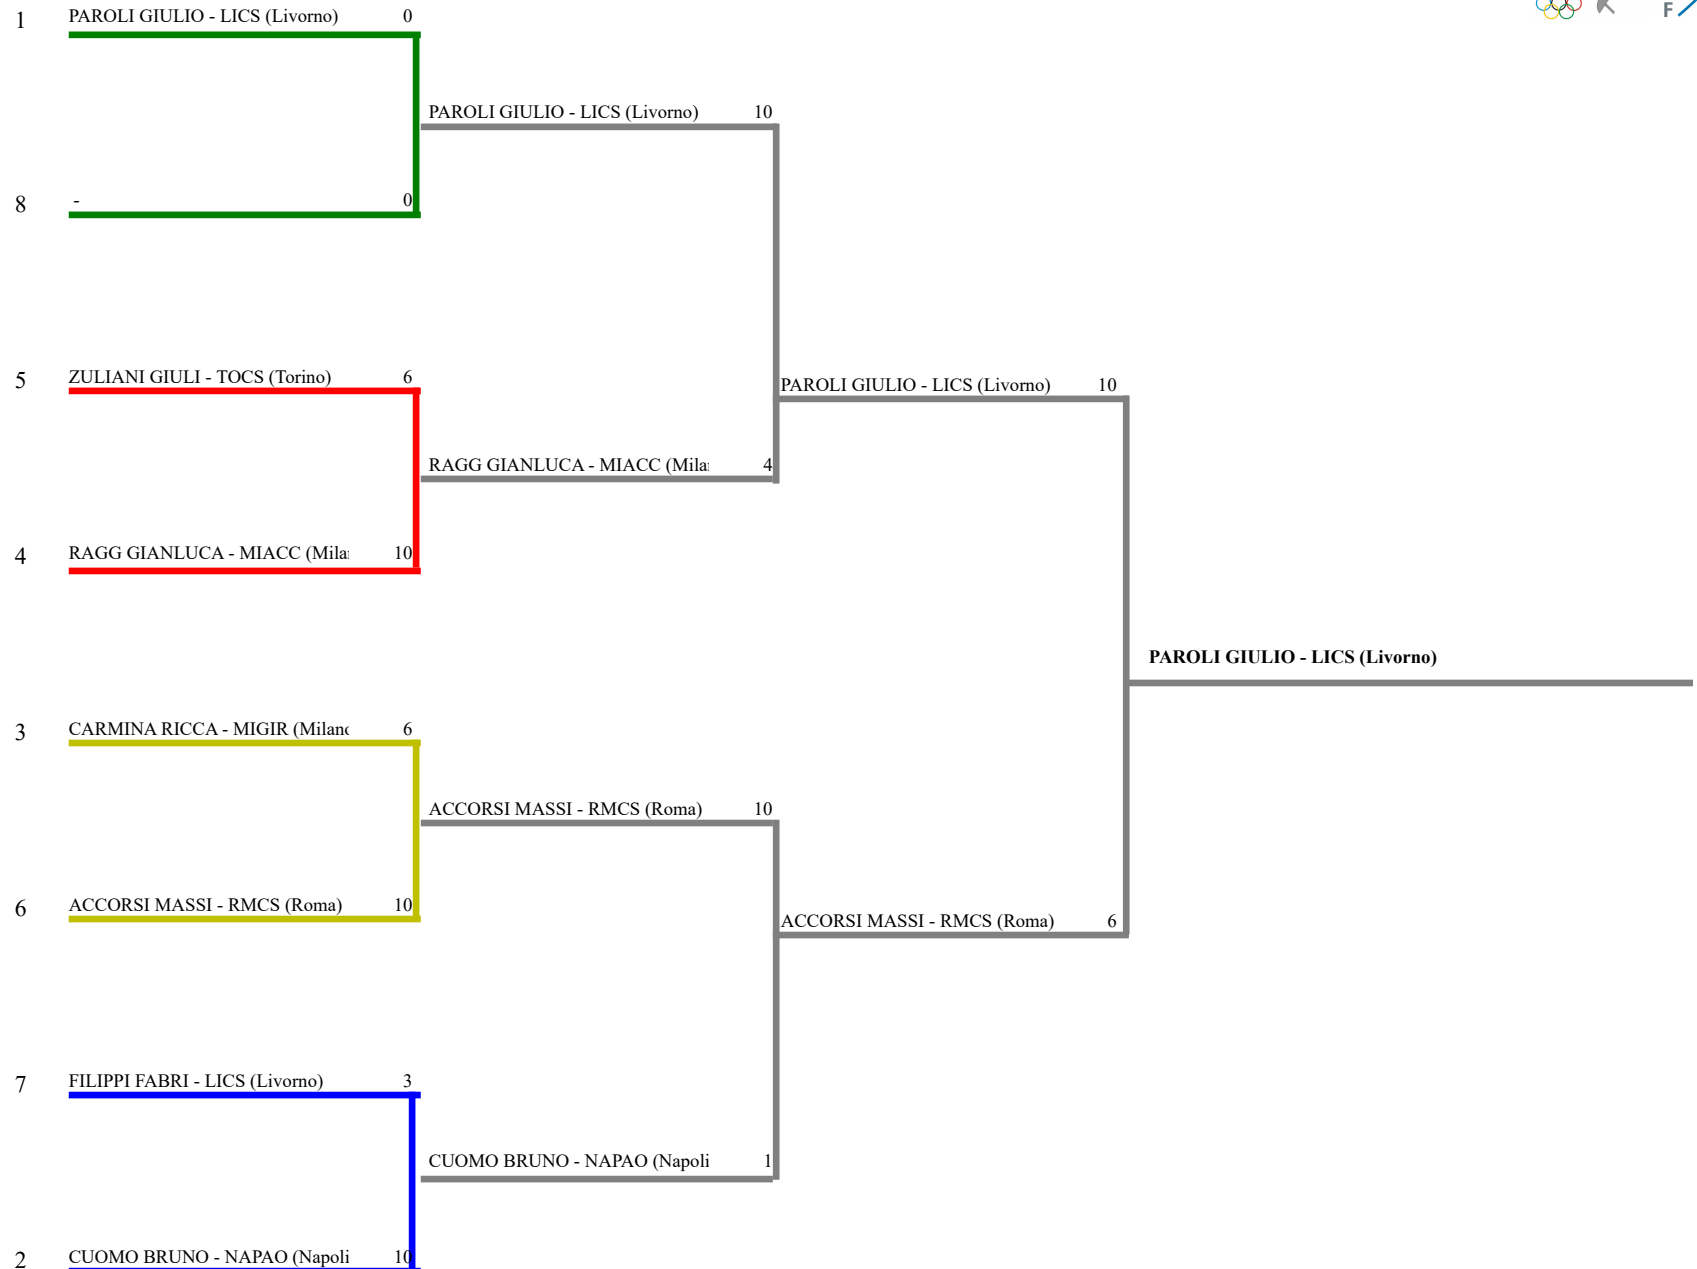 1 PAROLI GIULIO - LICS (Livorno) 0
F
PAROLI GIULIO - LICS (Livorno) 10
8 - 0
5 ZULIANI GIULI - TOCS (Torino) 6
PAROLI GIULIO - LICS (Livorno) 10
RAGG GIANLUCA - MIACC (Mila 4
4 RAGG GIANLUCA - MIACC (Mila 10
PAROLI GIULIO - LICS (Livorno)
3 CARMINA RICCA - MIGIR (Milano 6
ACCORSI MASSI - RMCS (Roma) 10
6 ACCORSI MASSI - RMCS (Roma) 10
ACCORSI MASSI - RMCS (Roma) 6
7 FILIPPI FABRI - LICS (Livorno) 3
CUOMO BRUNO - NAPAO (Napoli 1
2 CUOMO BRUNO - NAPAO (Napoli 10